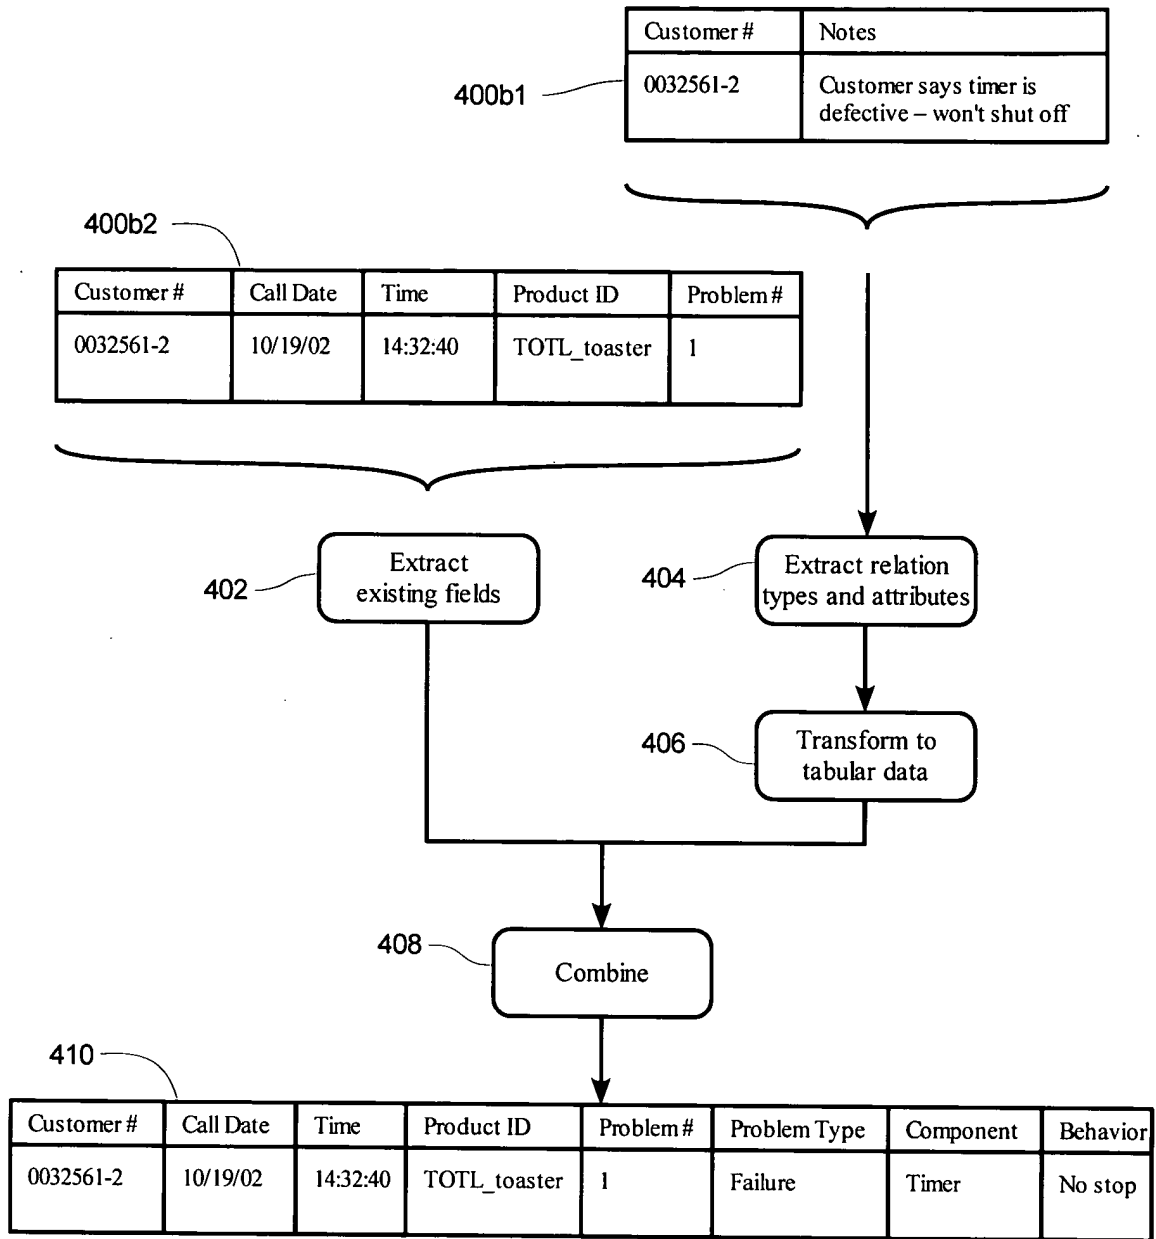 Customer # Notes
400b1
0032561-2 Customer says timer is
defective – won't shut off
400b2
Customer # Call Date Time Product ID Problem #
0032561-2 10/19/02 14:32:40 TOTL_toaster 1
402
Extract
existing fields
404
Extract relation
types and attributes
406
Transform to
tabular data
408
Combine
410
Customer # Call Date Time Product ID Problem # Problem Type Component Behavior
0032561-2 10/19/02 14:32:40 TOTL_toaster 1 Failure Timer No stop